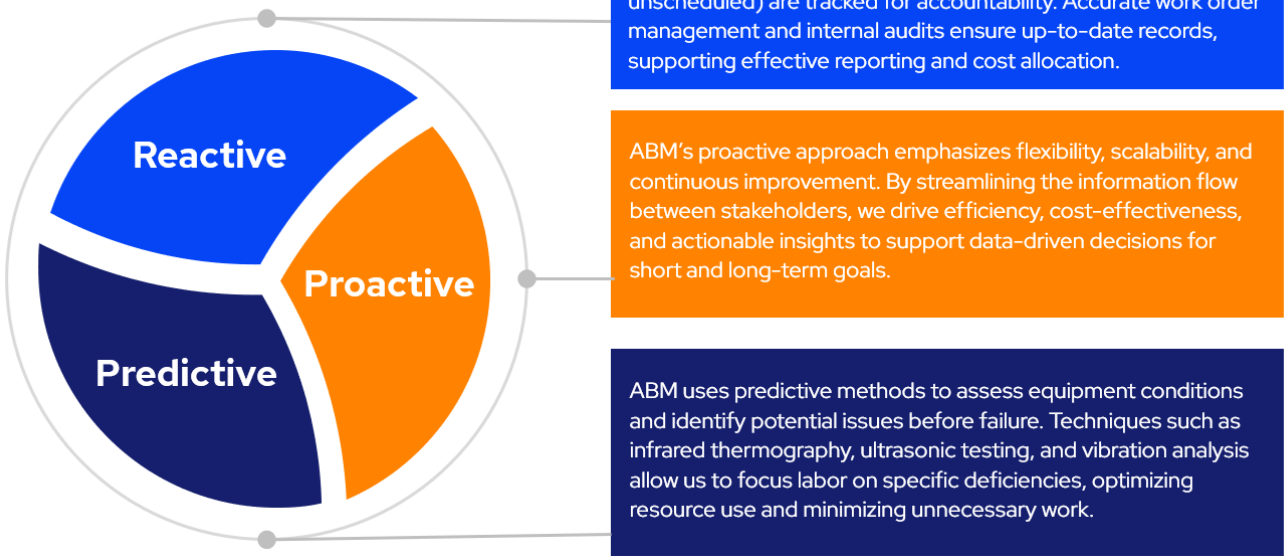 unscheduled) are tracked for accountability. Accurate work order
management and internal audits ensure up-to-date records,
supporting effective reporting and cost allocation.
Reactive
ABM’s proactive approach emphasizes flexibility, scalability, and
continuous improvement. By streamlining the information flow
between stakeholders, we drive efficiency, cost-effectiveness,
and actionable insights to support data-driven decisions for
short and long-term goals.
Proactive
Predictive
ABM uses predictive methods to assess equipment conditions
and identify potential issues before failure. Techniques such as
infrared thermography, ultrasonic testing, and vibration analysis
allow us to focus labor on specific deficiencies, optimizing
resource use and minimizing unnecessary work.